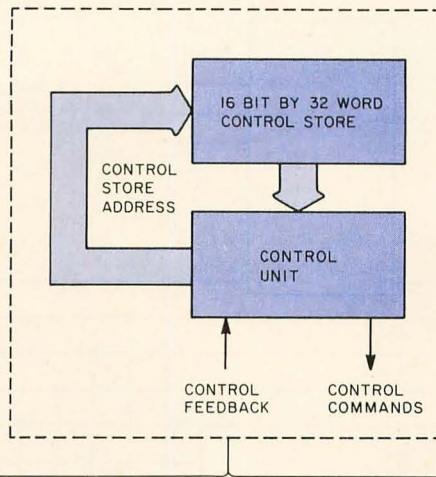 16 BIT BY 32 WORD
CONTROL STORE
CONTROL
STORE
ADDRESS
CONTROL
UNIT
CONTROL
FEEDBACK
CONTROL
COMMANDS